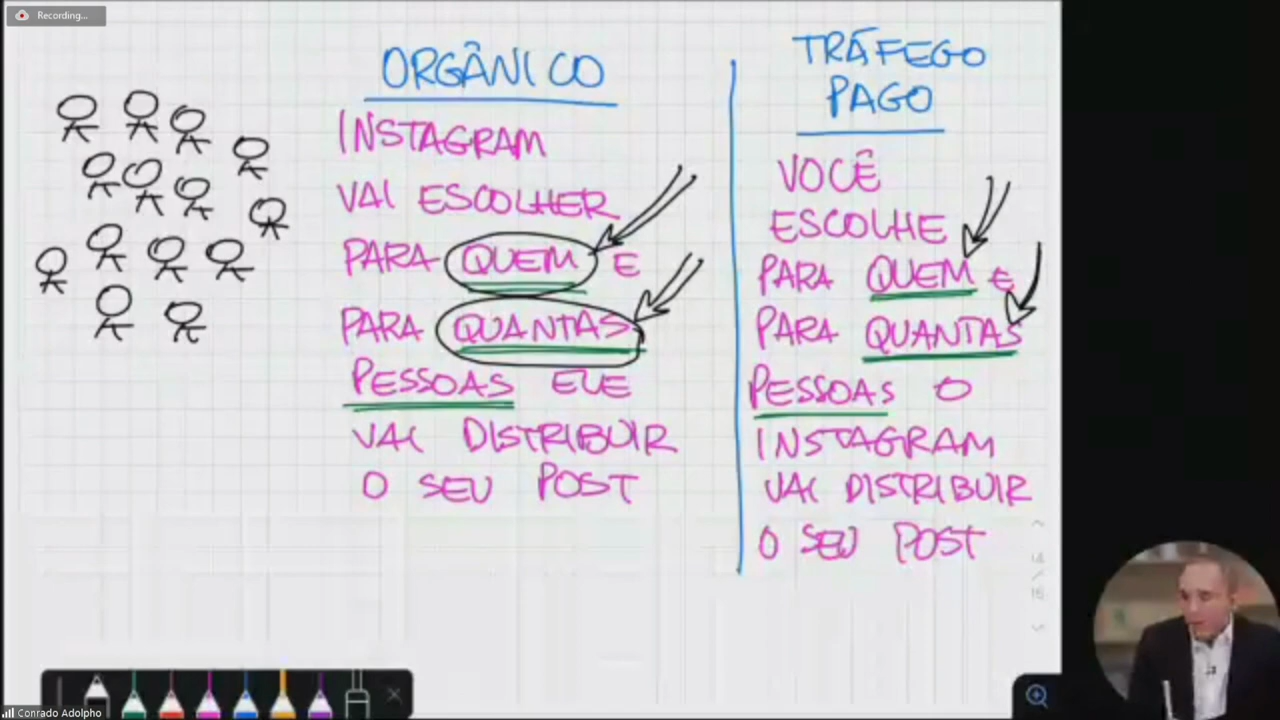 Recording...
ORGÂNICO
INSTAGRAM
VAI ESCOLHER
PARA QUEM E
PARA QUANTAS
PESSOAS ELE
VAI DISTRIBUIR
O SEU POST
TRÁFEGO
PAGO
VOCÊ
ESCOLHE
PARA QUEM E
PARA QUANTAS
PESSOAS O
INSTAGRAM
VAI DISTRIBUIR
O SEU POST
Conrado Adolpho